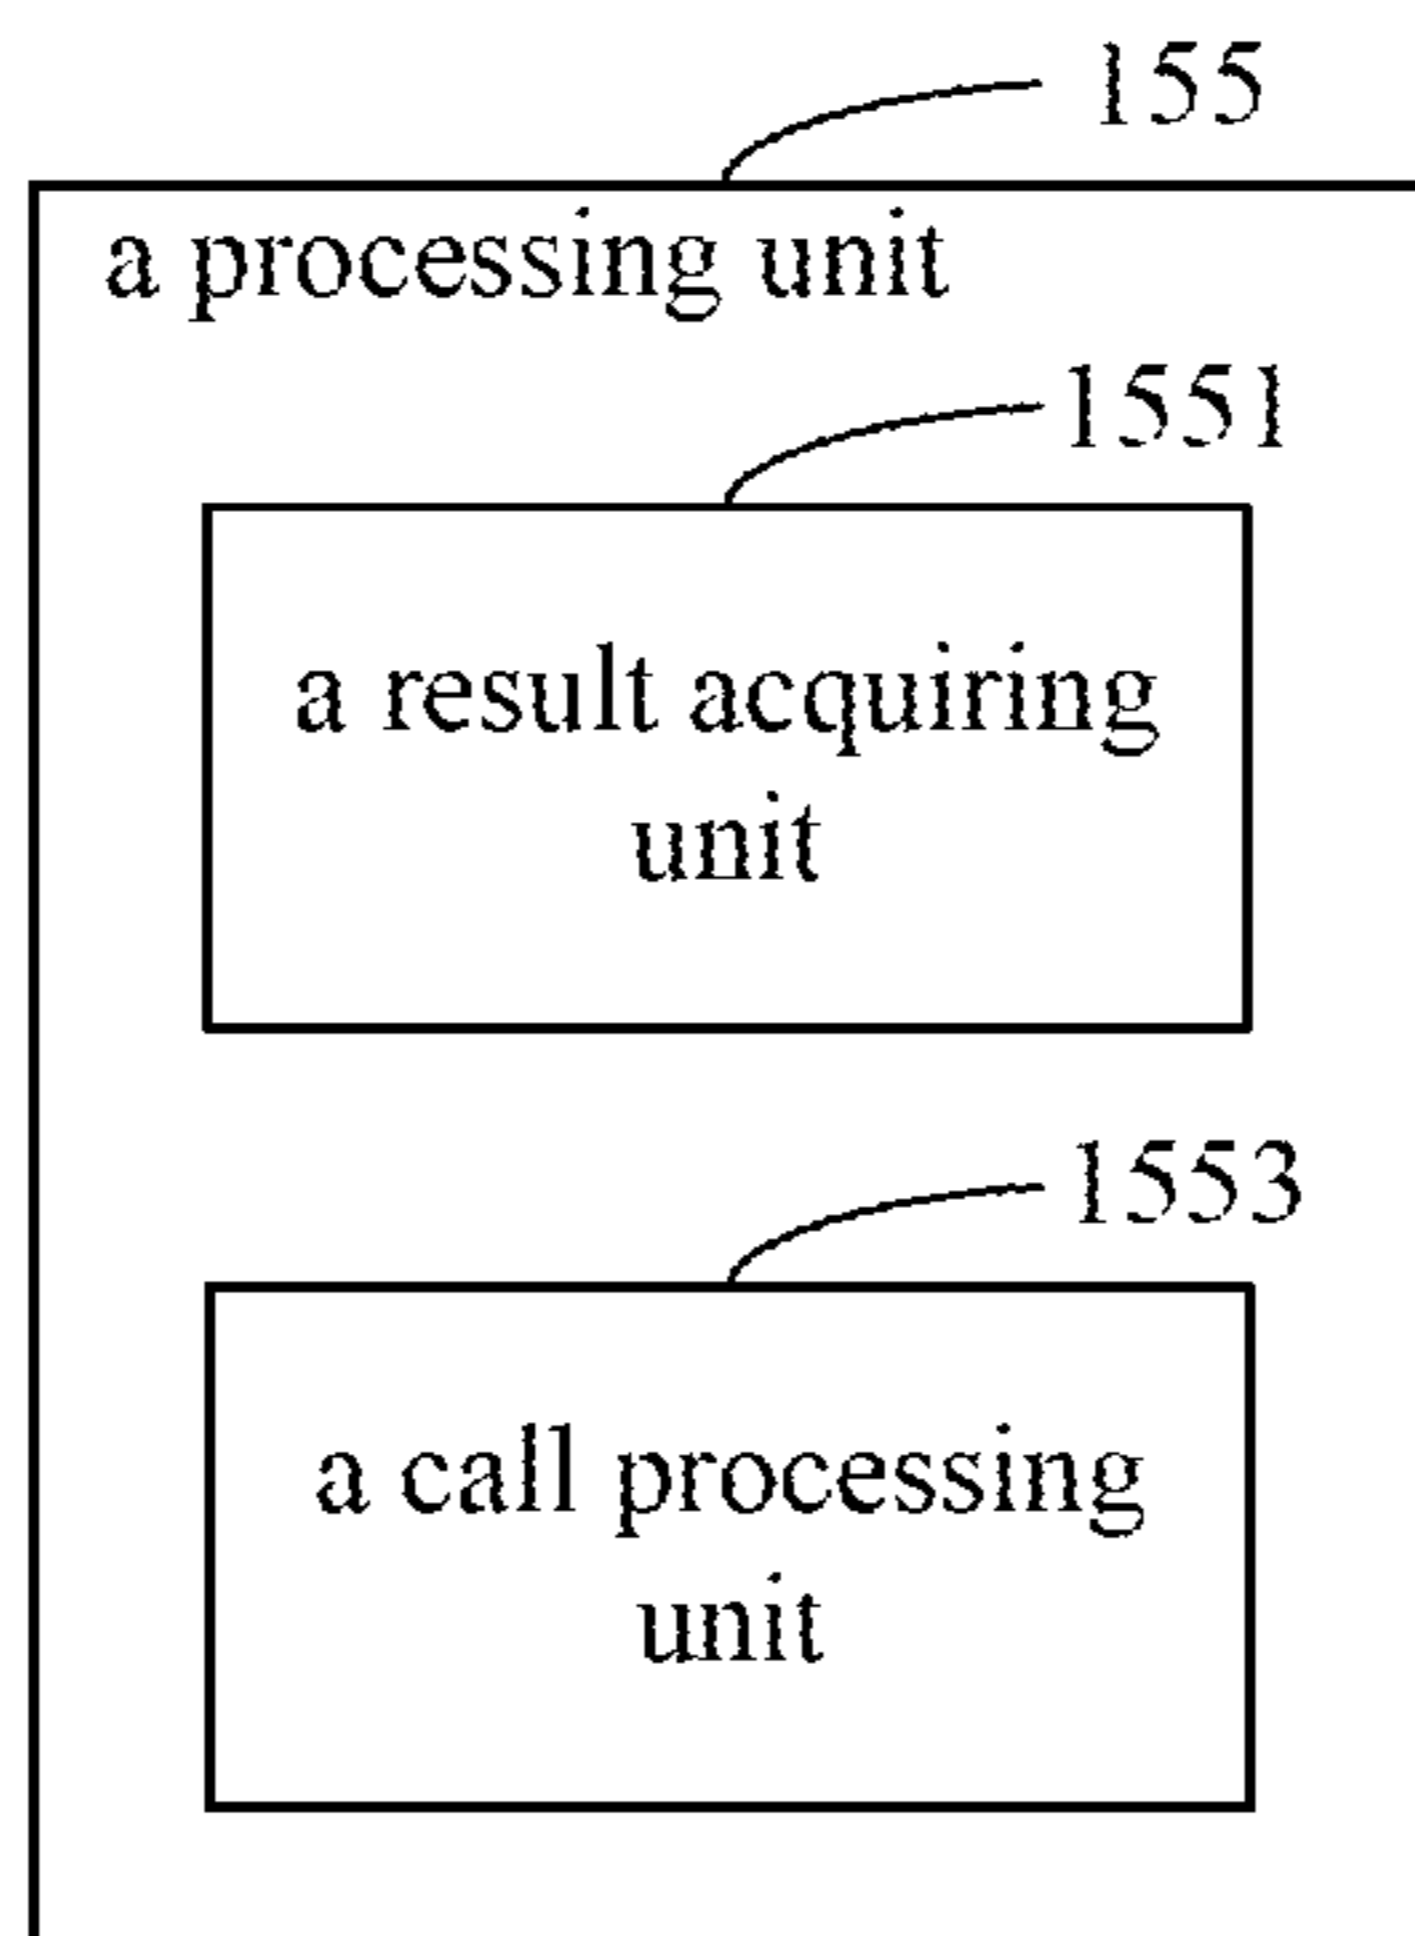 155
a processing unit
1551
a result acquiring
unit
1553
a call processing
unit